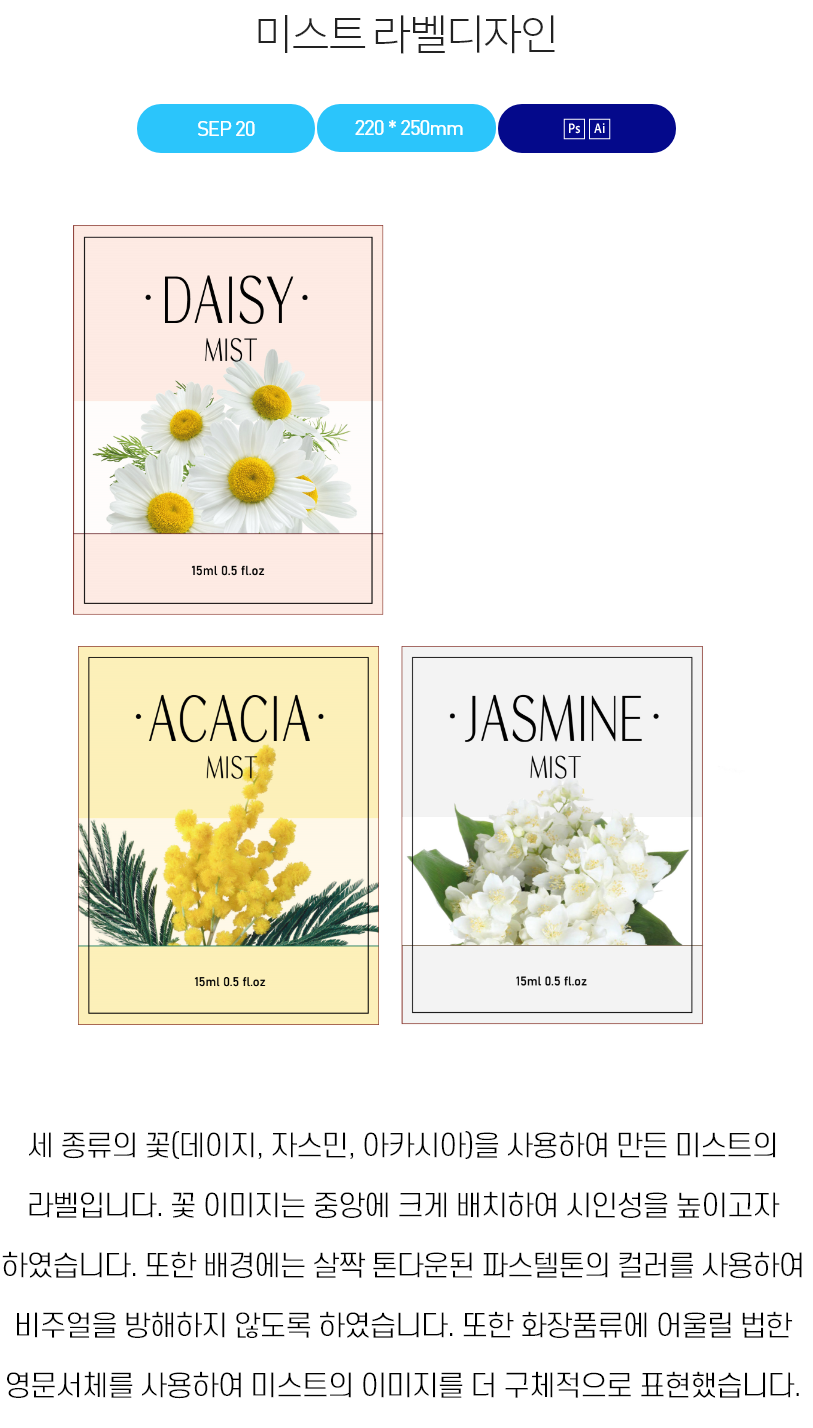 미스트 라벨디자인
SEP 20
220 * 250mm
Ps Ai
· DAISY ·
MIST
15ml 0.5 fl.oz
· ACACIA ·
MIST
15ml 0.5 fl.oz
· JASMINE ·
MIST
15ml 0.5 fl.oz
세 종류의 꽃(데이지, 자스민, 아카시아)을 사용하여 만든 미스트의
라벨입니다. 꽃 이미지는 중앙에 크게 배치하여 시인성을 높이고자
하였습니다. 또한 배경에는 살짝 톤다운된 파스텔톤의 컬러를 사용하여
비주얼을 방해하지 않도록 하였습니다. 또한 화장품류에 어울릴 법한
영문서체를 사용하여 미스트의 이미지를 더 구체적으로 표현했습니다.